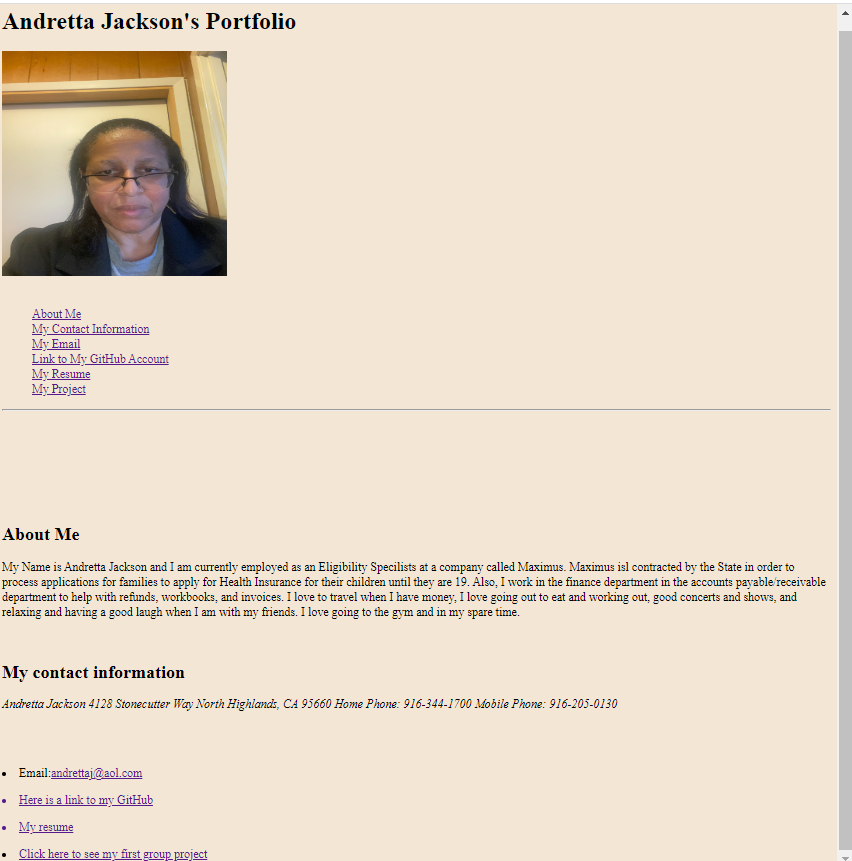 Andretta Jackson's Portfolio
About Me
My Contact Information
My Email
Link to My GitHub Account
My Resume
My Project
About Me
My Name is Andretta Jackson and I am currently employed as an Eligibility Specilists at a company called Maximus. Maximus isl contracted by the State in order to
process applications for families to apply for Health Insurance for their children until they are 19. Also, I work in the finance department in the accounts payable/receivable
department to help with refunds, workbooks, and invoices. I love to travel when I have money, I love going out to eat and working out, good concerts and shows, and
relaxing and having a good laugh when I am with my friends. I love going to the gym and in my spare time.
My contact information
Andretta Jackson 4128 Stonecutter Way North Highlands, CA 95660 Home Phone: 916-344-1700 Mobile Phone: 916-205-0130
• Email:andrettaj@aol.com
• Here is a link to my GitHub
• My resume
• Click here to see my first group project